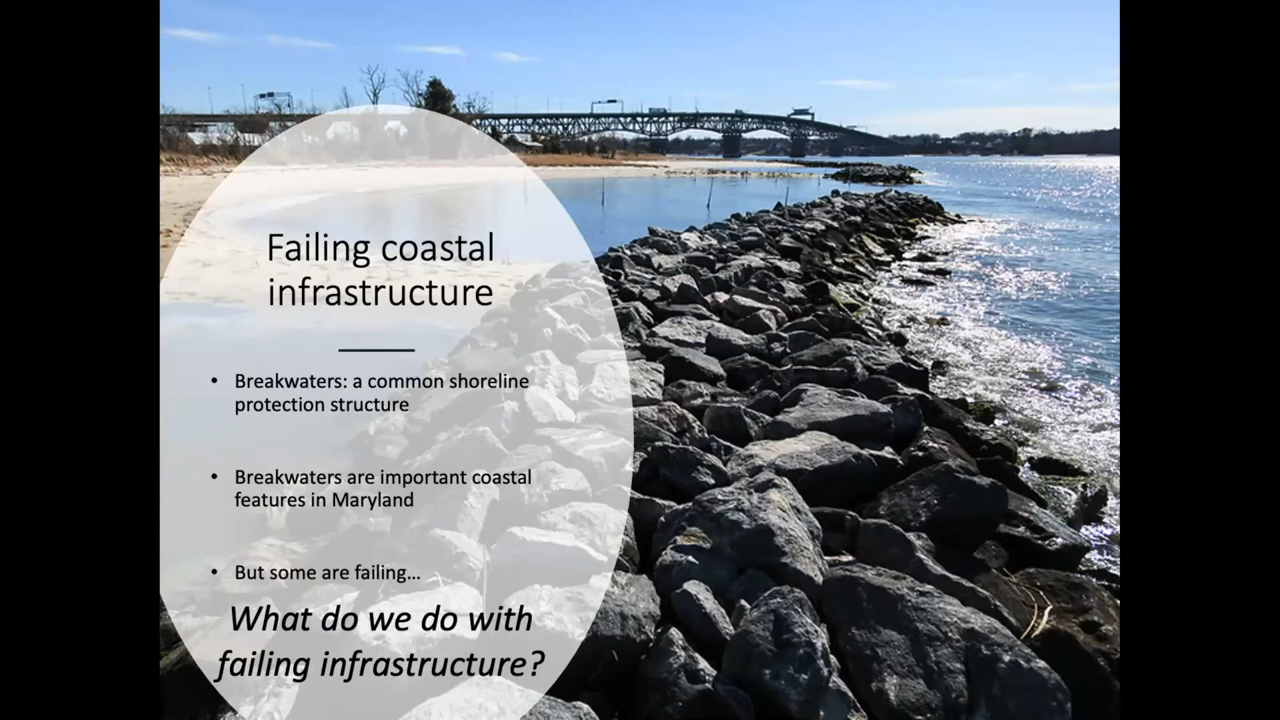 Failing coastal
infrastructure
• Breakwaters: a common shoreline
protection structure
• Breakwaters are important coastal
features in Maryland
• But some are failing…
What do we do with
failing infrastructure?